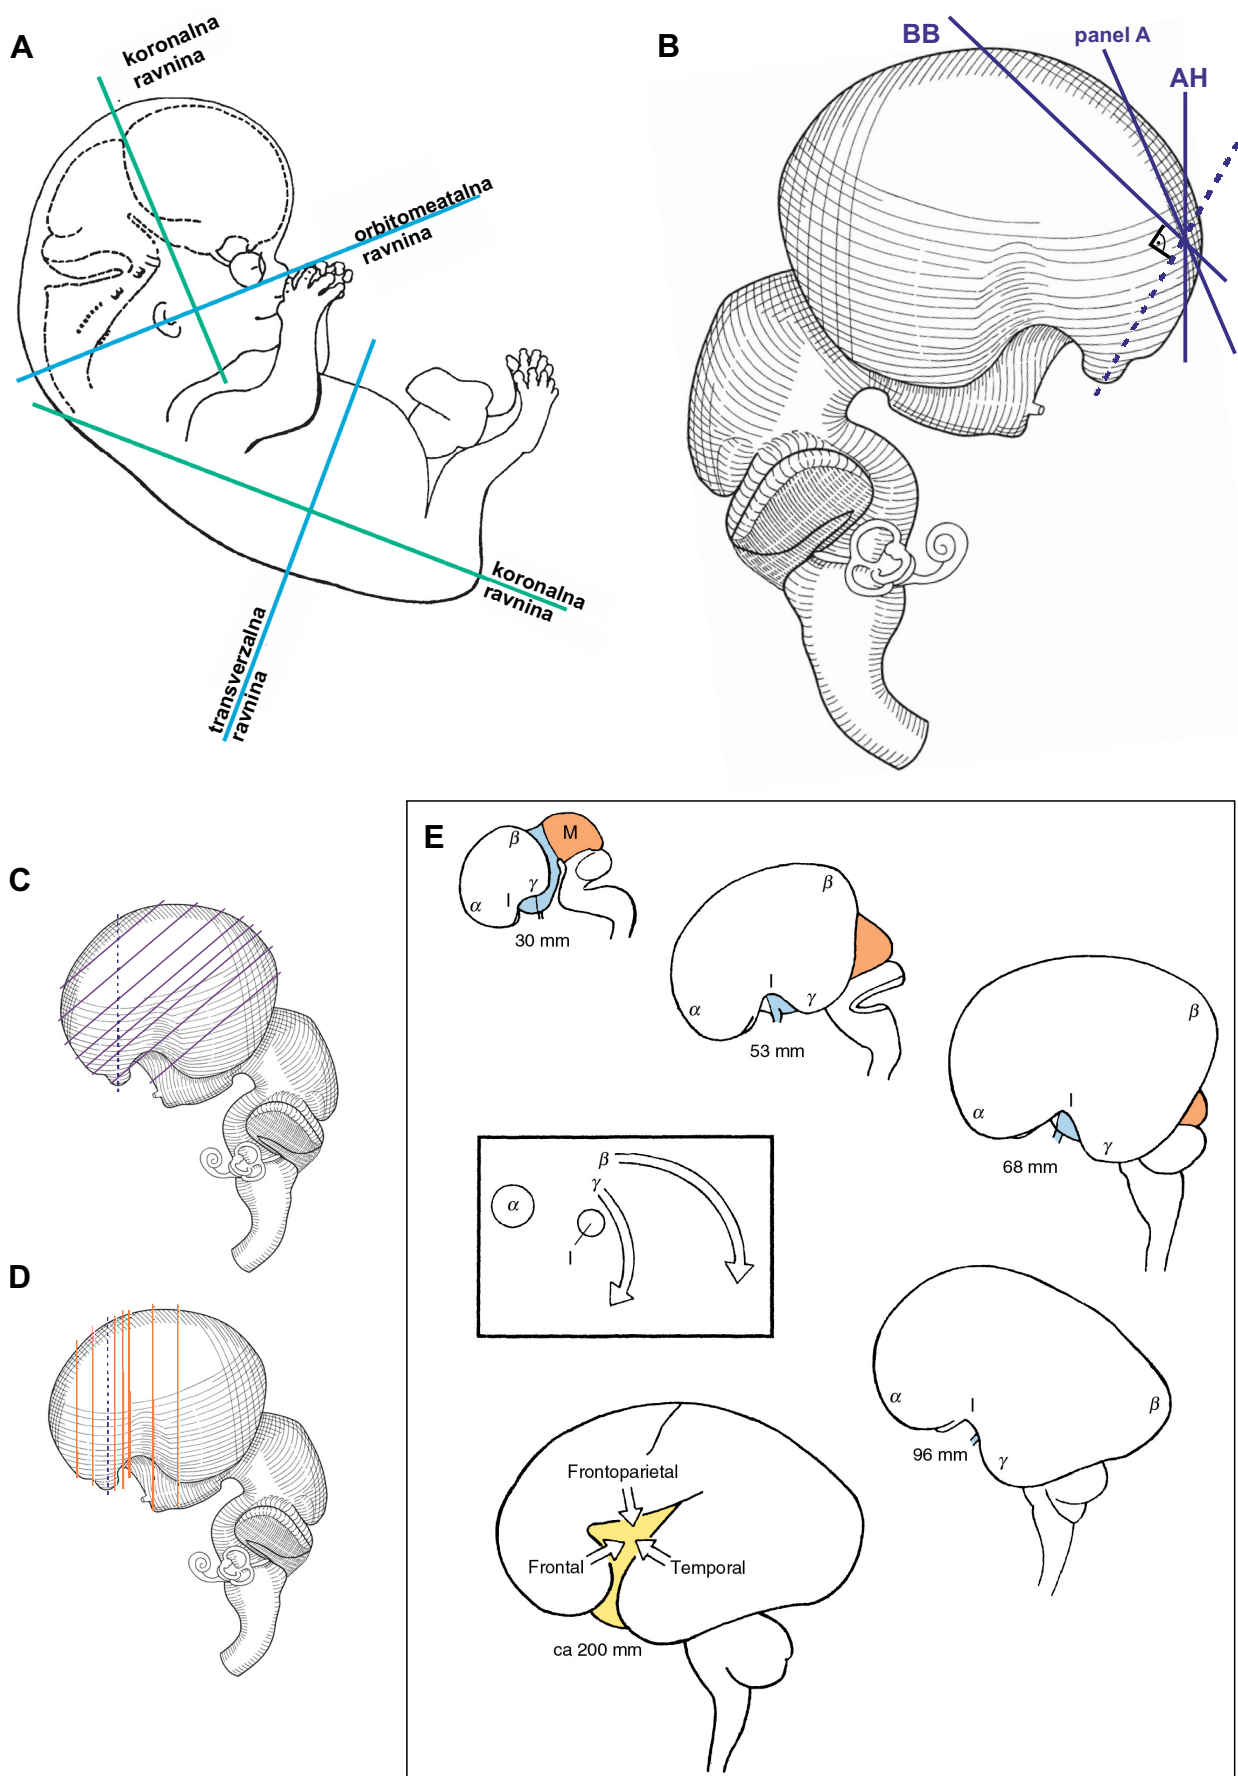 A
koronalna
ravnina
orbitomeatalna
ravnina
koronalna
ravnina
transverzalna
ravnina
B
BB
panel A
AH
C
D
E
β
M
γ
α
I
30 mm
β
I
γ
α
53 mm
β
I
α
γ
68 mm
β
γ
α
I
α
I
β
96 mm
γ
Frontoparietal
Frontal
Temporal
ca 200 mm